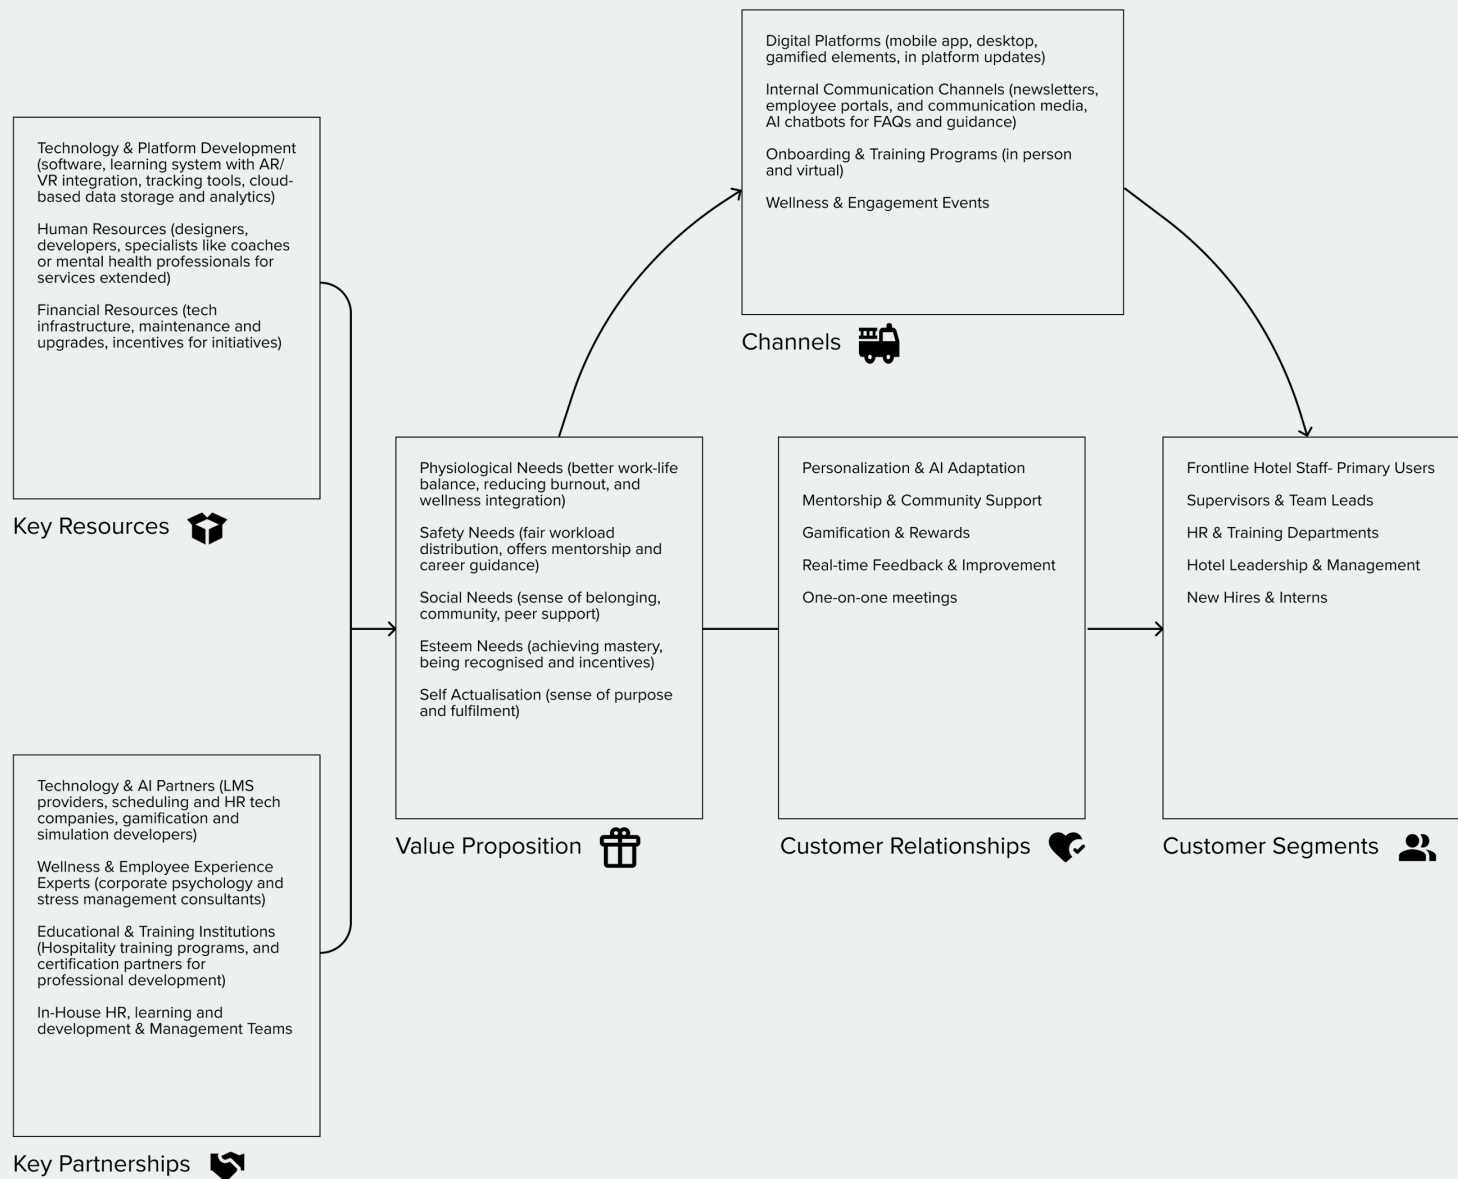 Digital Platforms (mobile app, desktop,
gamified elements, in platform updates)
Internal Communication Channels (newsletters,
employee portals, and communication media,
AI chatbots for FAQs and guidance)
Onboarding & Training Programs (in person
and virtual)
Wellness & Engagement Events
Channels
Technology & Platform Development
(software, learning system with AR/
VR integration, tracking tools, cloud-
based data storage and analytics)
Human Resources (designers,
developers, specialists like coaches
or mental health professionals for
services extended)
Financial Resources (tech
infrastructure, maintenance and
upgrades, incentives for initiatives)
Key Resources
Technology & AI Partners (LMS
providers, scheduling and HR tech
companies, gamification and
simulation developers)
Wellness & Employee Experience
Experts (corporate psychology and
stress management consultants)
Educational & Training Institutions
(Hospitality training programs, and
certification partners for
professional development)
In-House HR, learning and
development & Management Teams
Key Partnerships
Physiological Needs (better work-life
balance, reducing burnout, and
wellness integration)
Safety Needs (fair workload
distribution, offers mentorship and
career guidance)
Social Needs (sense of belonging,
community, peer support)
Esteem Needs (achieving mastery,
being recognised and incentives)
Self Actualisation (sense of purpose
and fulfilment)
Value Proposition
Personalization & AI Adaptation
Mentorship & Community Support
Gamification & Rewards
Real-time Feedback & Improvement
One-on-one meetings
Customer Relationships
Frontline Hotel Staff- Primary Users
Supervisors & Team Leads
HR & Training Departments
Hotel Leadership & Management
New Hires & Interns
Customer Segments